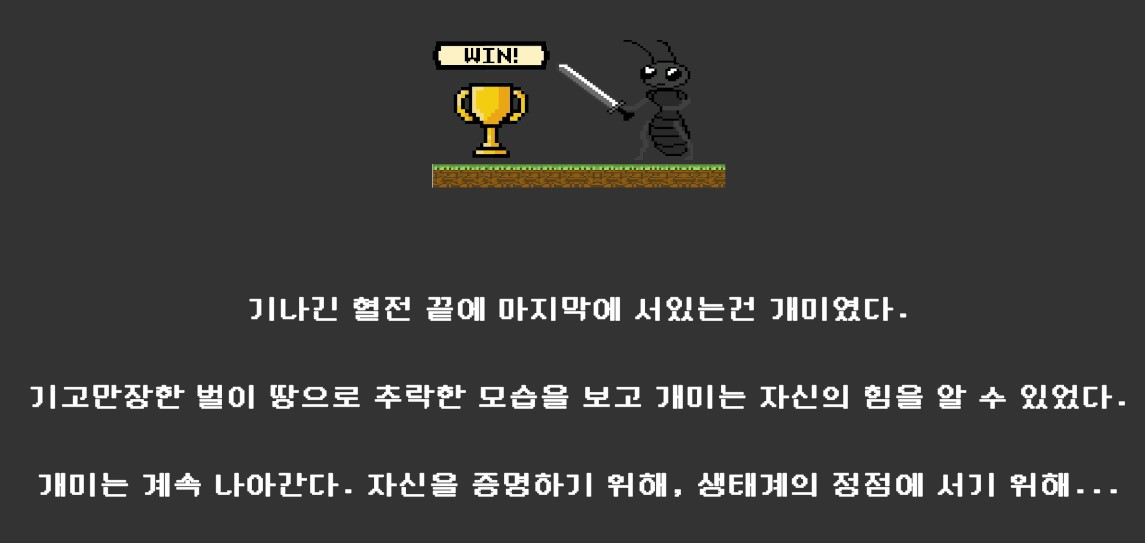 WIN!
기나긴 혈전 끝에 마지막에 서있는건 개미였다.
기고만장한 벌이 땅으로 추락한 모습을 보고 개미는 자신의 힘을 알 수 있었다.
개미는 계속 나아간다. 자신을 증명하기 위해, 생태계의 정점에 서기 위해...